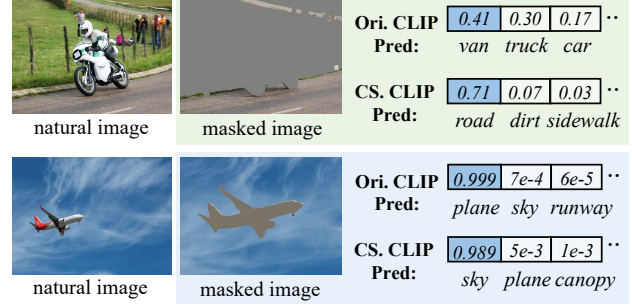 Ori. CLIP Pred: 0.41 0.30 0.17 ..
van truck car
CS. CLIP Pred: 0.71 0.07 0.03 ..
road dirt sidewalk
natural image masked image
Ori. CLIP Pred: 0.999 7e-4 6e-5 ..
plane sky runway
CS. CLIP Pred: 0.989 5e-3 1e-3 ..
sky plane canopy
natural image masked image